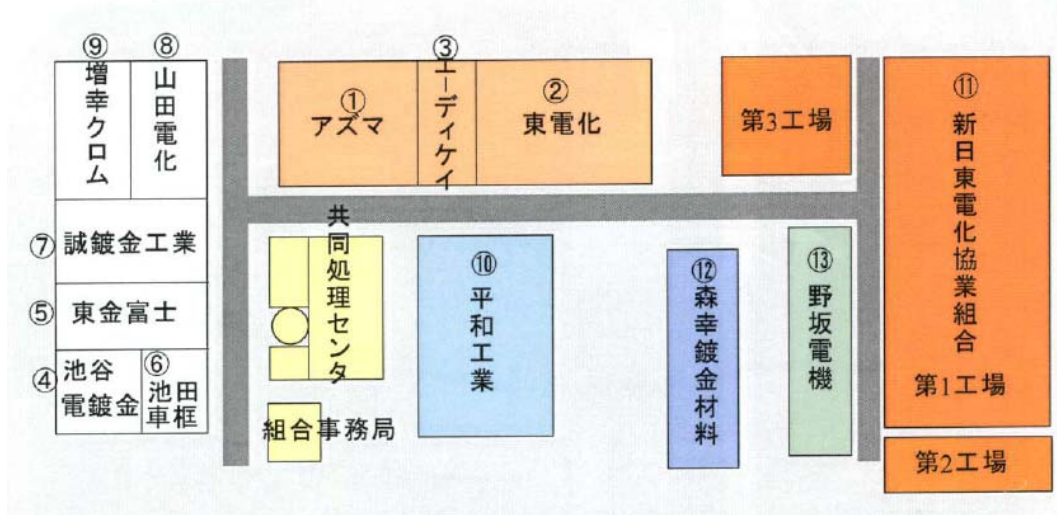 ⑨
増幸クロム
⑧
山田電化
①
アズマ
③
エーディケイ
②
東電化
第3工場
⑪
新日東電化協業組合
第1工場
⑦
誠鍍金工業
⑤
東金富士
④
池谷
電鍍金
⑥
池田
車框
共同処理センタ
組合事務局
⑩
平和工業
⑫
森幸鍍金材料
⑬
野坂電機
第2工場